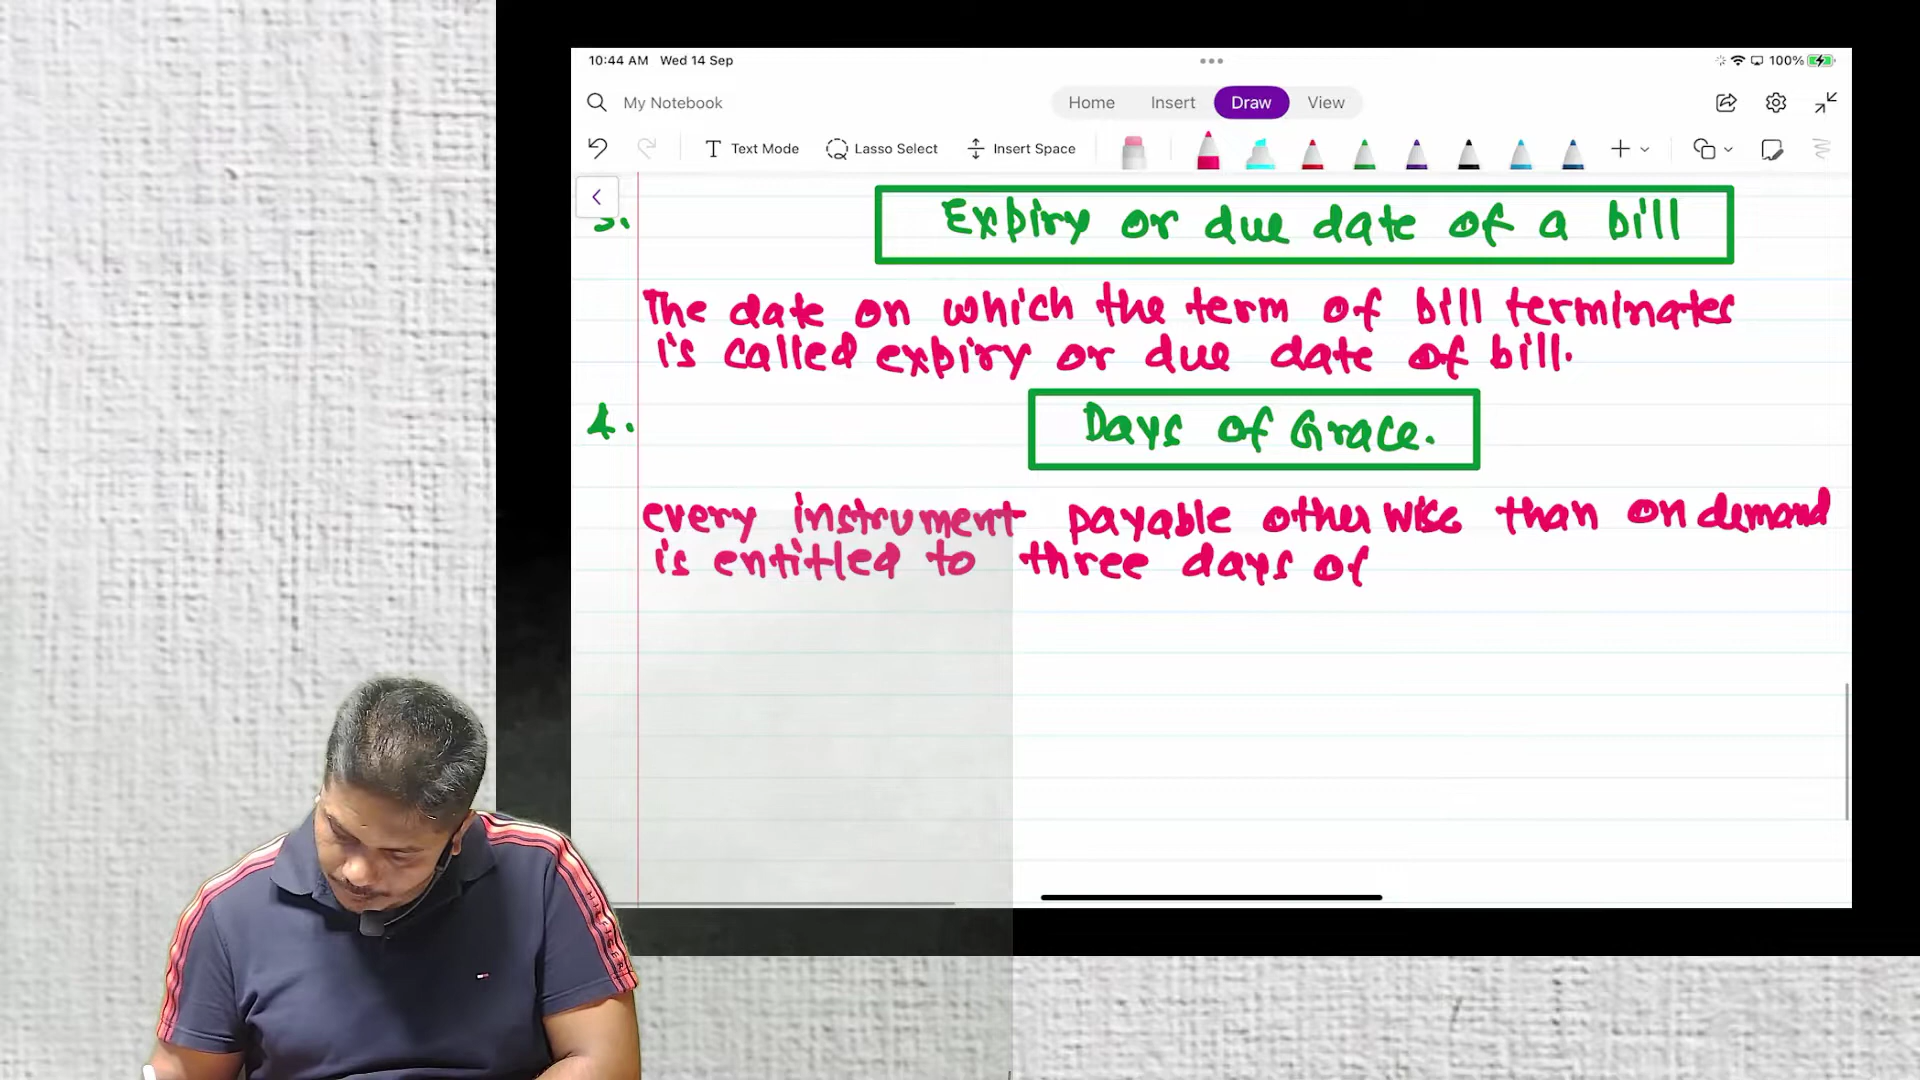 10:44 AM Wed 14 Sep
100%
My Notebook
Home Insert Draw View
Text Mode Lasso Select Insert Space
3. Expiry or due date of a bill
The date on which the term of bill terminates
is called expiry or due date of bill.
4. Days of Grace.
every instrument payable otherwise than on demand
is entitled to three days of
HILFIGER